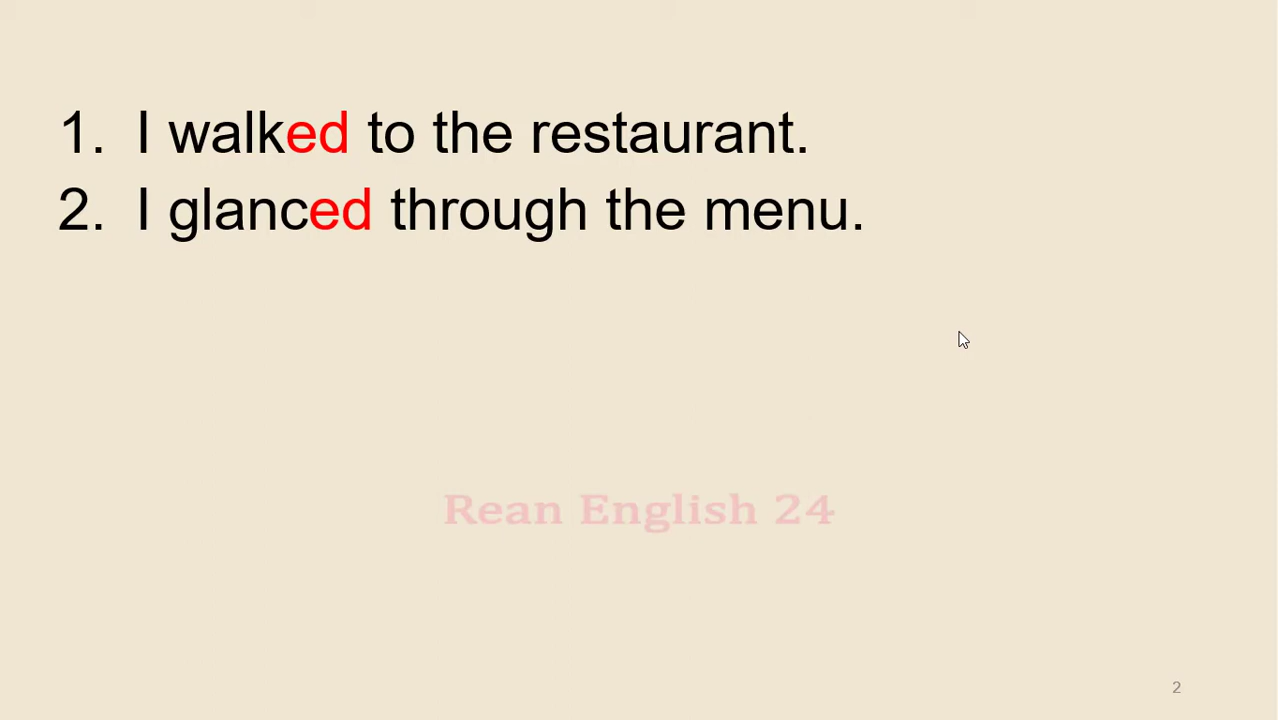 1. I walked to the restaurant.
2. I glanced through the menu.
Rean English 24
2